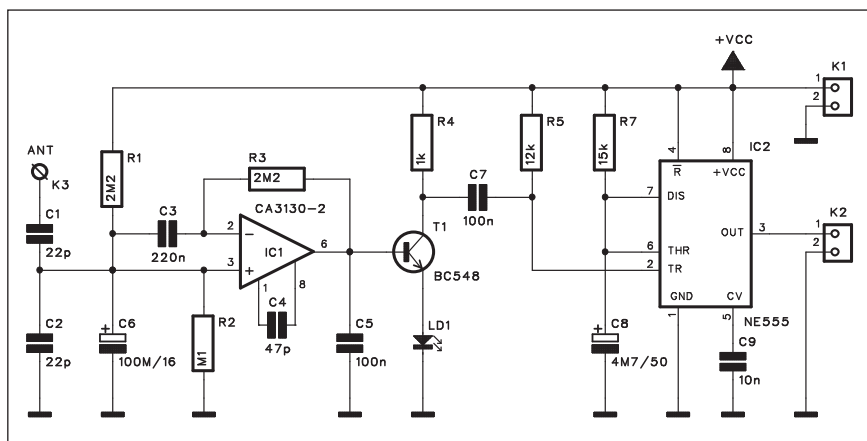 +VCC
K1
1
2
ANT
K3
R1
2M2
R3
2M2
R4
1k
R5
12k
R7
15k
4
8
IC2
R
+VCC
C7
100n
7
DIS
CA3130-2
C1
22p
C3
220n
2
-
IC1
6
T1
OUT
3
K2
1
2
3
+
BC548
6
THR
2
TR
1
8
C4
47p
GND
CV
1
5
NE555
C2
22p
+
C6
100M/16
R2
M1
C5
100n
LD1
+
C8
4M7/50
C9
10n